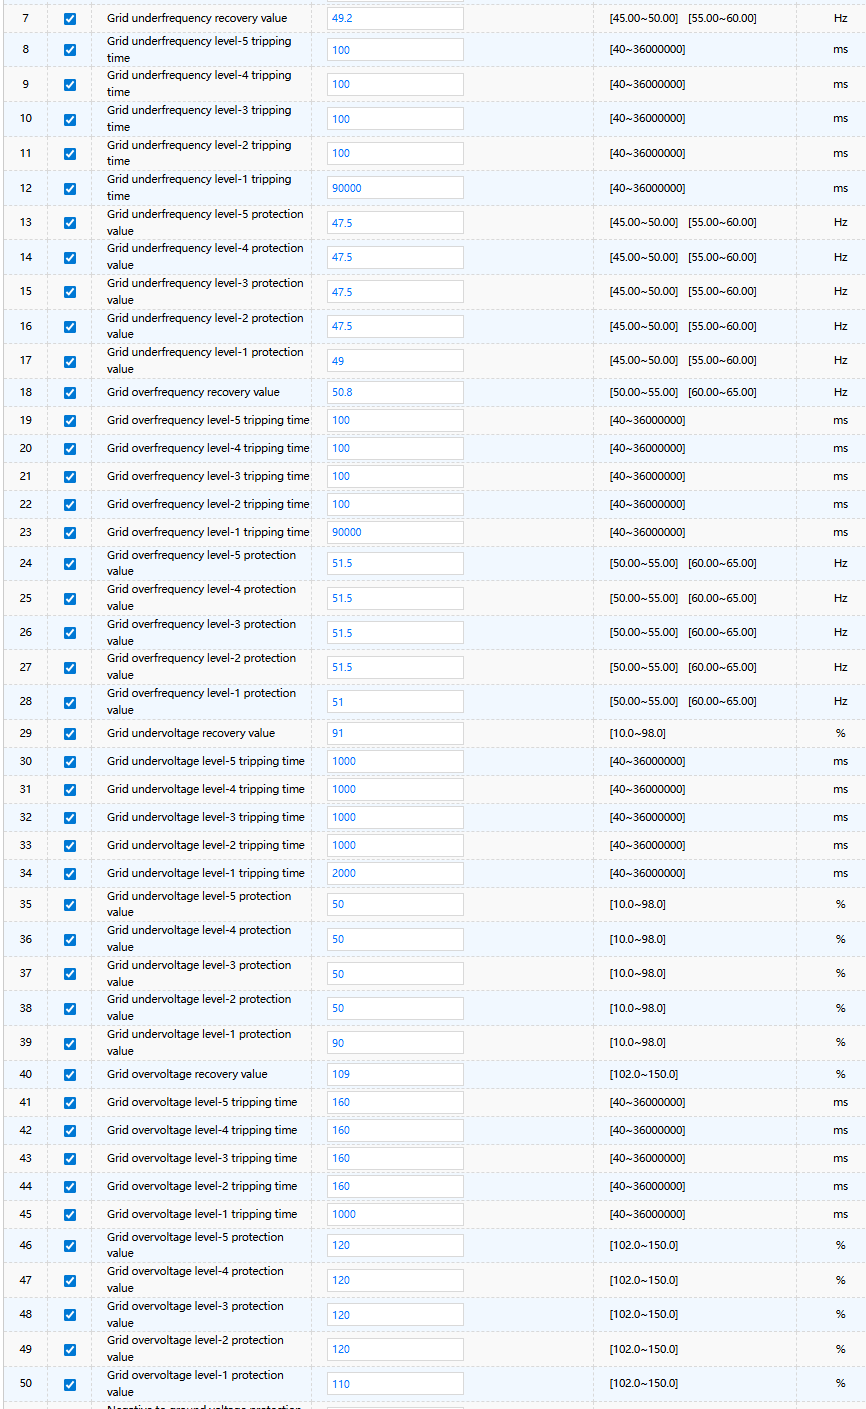 7 Grid underfrequency recovery value 49.2 [45.00~50.00] [55.00~60.00] Hz
8 Grid underfrequency level-5 tripping time 100 [40~36000000] ms
9 Grid underfrequency level-4 tripping time 100 [40~36000000] ms
10 Grid underfrequency level-3 tripping time 100 [40~36000000] ms
11 Grid underfrequency level-2 tripping time 100 [40~36000000] ms
12 Grid underfrequency level-1 tripping time 90000 [40~36000000] ms
13 Grid underfrequency level-5 protection value 47.5 [45.00~50.00] [55.00~60.00] Hz
14 Grid underfrequency level-4 protection value 47.5 [45.00~50.00] [55.00~60.00] Hz
15 Grid underfrequency level-3 protection value 47.5 [45.00~50.00] [55.00~60.00] Hz
16 Grid underfrequency level-2 protection value 47.5 [45.00~50.00] [55.00~60.00] Hz
17 Grid underfrequency level-1 protection value 49 [45.00~50.00] [55.00~60.00] Hz
18 Grid overfrequency recovery value 50.8 [50.00~55.00] [60.00~65.00] Hz
19 Grid overfrequency level-5 tripping time 100 [40~36000000] ms
20 Grid overfrequency level-4 tripping time 100 [40~36000000] ms
21 Grid overfrequency level-3 tripping time 100 [40~36000000] ms
22 Grid overfrequency level-2 tripping time 100 [40~36000000] ms
23 Grid overfrequency level-1 tripping time 90000 [40~36000000] ms
24 Grid overfrequency level-5 protection value 51.5 [50.00~55.00] [60.00~65.00] Hz
25 Grid overfrequency level-4 protection value 51.5 [50.00~55.00] [60.00~65.00] Hz
26 Grid overfrequency level-3 protection value 51.5 [50.00~55.00] [60.00~65.00] Hz
27 Grid overfrequency level-2 protection value 51.5 [50.00~55.00] [60.00~65.00] Hz
28 Grid overfrequency level-1 protection value 51 [50.00~55.00] [60.00~65.00] Hz
29 Grid undervoltage recovery value 91 [10.0~98.0] %
30 Grid undervoltage level-5 tripping time 1000 [40~36000000] ms
31 Grid undervoltage level-4 tripping time 1000 [40~36000000] ms
32 Grid undervoltage level-3 tripping time 1000 [40~36000000] ms
33 Grid undervoltage level-2 tripping time 1000 [40~36000000] ms
34 Grid undervoltage level-1 tripping time 2000 [40~36000000] ms
35 Grid undervoltage level-5 protection value 50 [10.0~98.0] %
36 Grid undervoltage level-4 protection value 50 [10.0~98.0] %
37 Grid undervoltage level-3 protection value 50 [10.0~98.0] %
38 Grid undervoltage level-2 protection value 50 [10.0~98.0] %
39 Grid undervoltage level-1 protection value 90 [10.0~98.0] %
40 Grid overvoltage recovery value 109 [102.0~150.0] %
41 Grid overvoltage level-5 tripping time 160 [40~36000000] ms
42 Grid overvoltage level-4 tripping time 160 [40~36000000] ms
43 Grid overvoltage level-3 tripping time 160 [40~36000000] ms
44 Grid overvoltage level-2 tripping time 160 [40~36000000] ms
45 Grid overvoltage level-1 tripping time 1000 [40~36000000] ms
46 Grid overvoltage level-5 protection value 120 [102.0~150.0] %
47 Grid overvoltage level-4 protection value 120 [102.0~150.0] %
48 Grid overvoltage level-3 protection value 120 [102.0~150.0] %
49 Grid overvoltage level-2 protection value 120 [102.0~150.0] %
50 Grid overvoltage level-1 protection value 110 [102.0~150.0] %